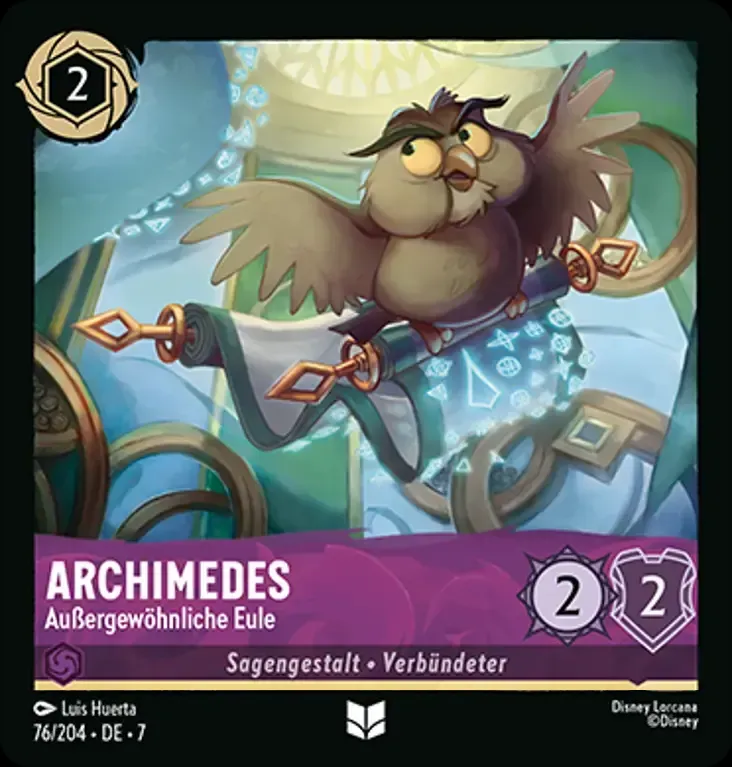 2
ARCHIMEDES
Außergewöhnliche Eule
2
2
Sagengestalt • Verbündeter
Luis Huerta
76/204 • DE • 7
Disney Lorcana
©Disney